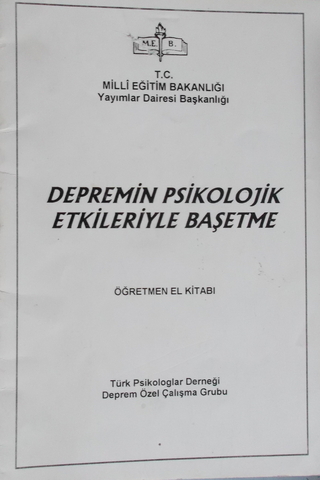 M.E. B.
T.C.
MİLLÎ EĞİTİM BAKANLIĞI
Yayımlar Dairesi Başkanlığı
DEPREMİN PSİKOLOJİK
ETKİLERİYLE BAŞETME
ÖĞRETMEN EL KİTABI
Türk Psikologlar Derneği
Deprem Özel Çalışma Grubu